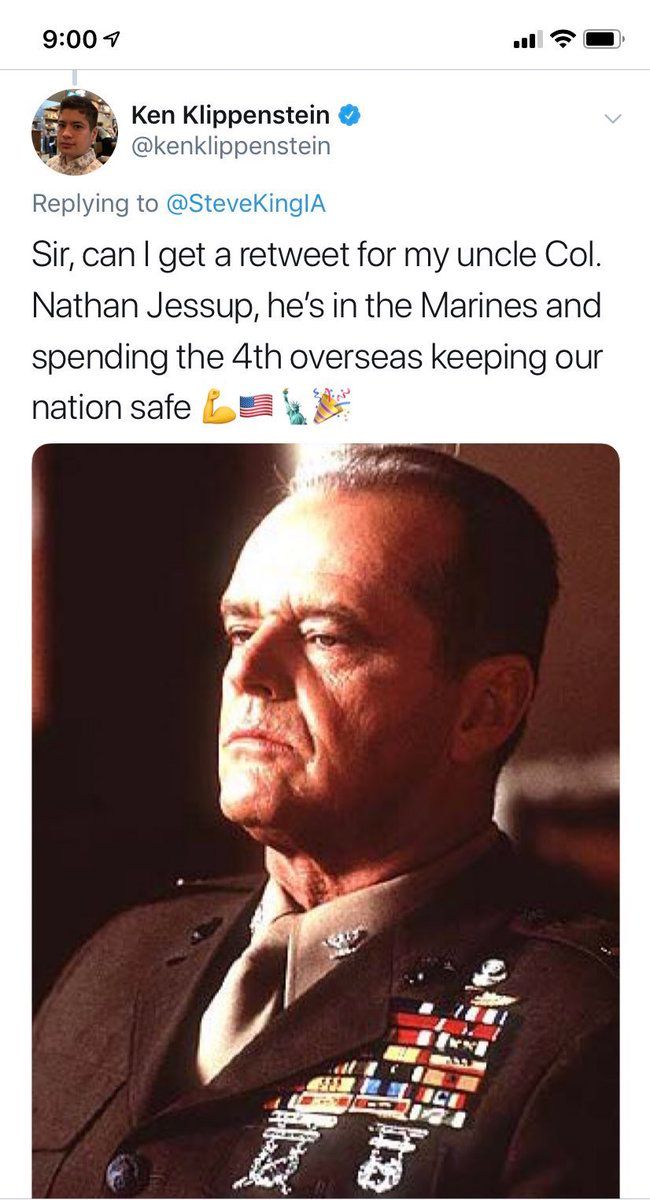 9:00
Ken Klippenstein
@kenklippenstein
Replying to @SteveKingIA
Sir, can I get a retweet for my uncle Col.
Nathan Jessup, he’s in the Marines and
spending the 4th overseas keeping our
nation safe 💪🇺🇸🗽🎉